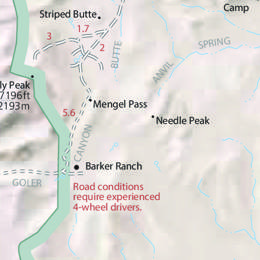 Camp
Striped Butte
1.7
3
2
BUTTE
SPRING
ANVIL
ly Peak
7196ft
2193m
Mengel Pass
5.6
Needle Peak
CANYON
Barker Ranch
GOLER
Road conditions
require experienced
4-wheel drivers.